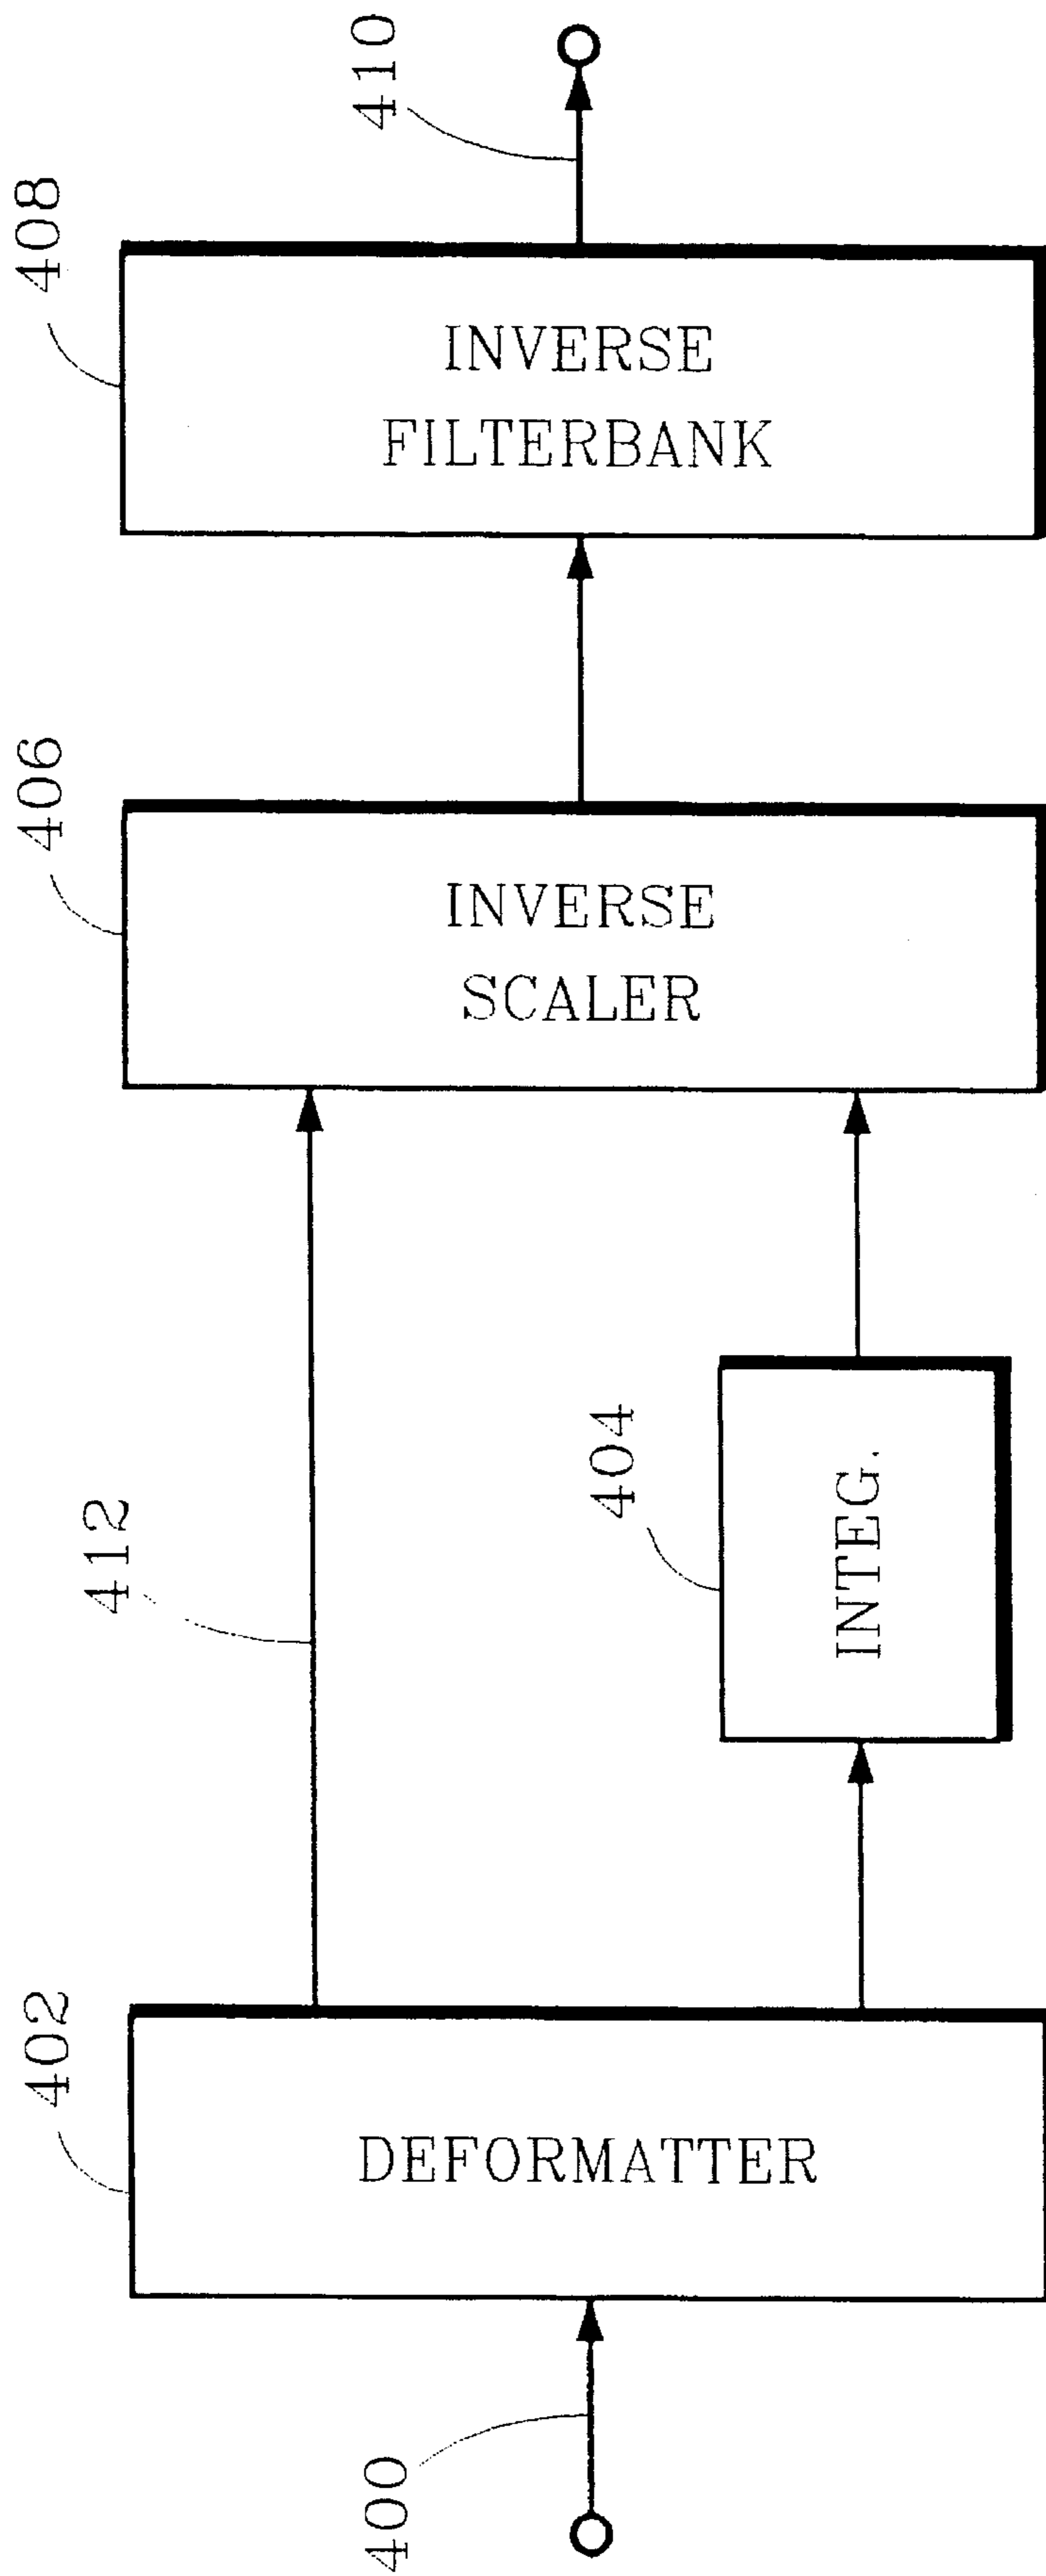 400
402
DEFORMATTER
412
404
INTEG.
406
INVERSE
SCALER
408
INVERSE
FILTERBANK
410